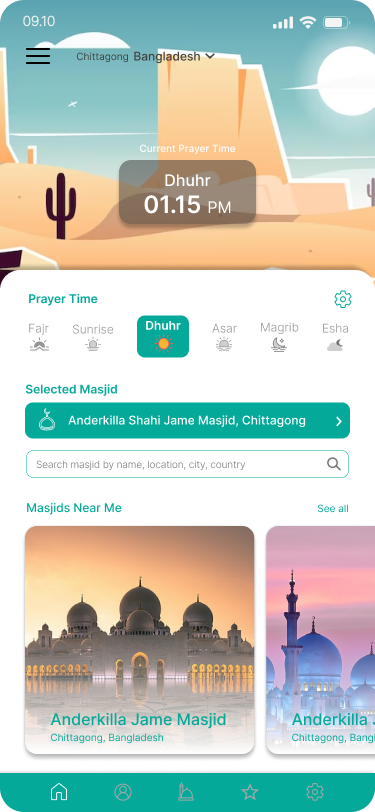 09.10
Chittagong Bangladesh
Current Prayer Time
Dhuhr
01.15 PM
Prayer Time
Fajr Sunrise Dhuhr Asar Magrib Esha
Selected Masjid
Anderkilla Shahi Jame Masjid, Chittagong
Search masjid by name, location, city, country
Masjids Near Me See all
Anderkilla Jame Masjid
Chittagong, Bangladesh
Anderkilla J
Chittagong, Bangl